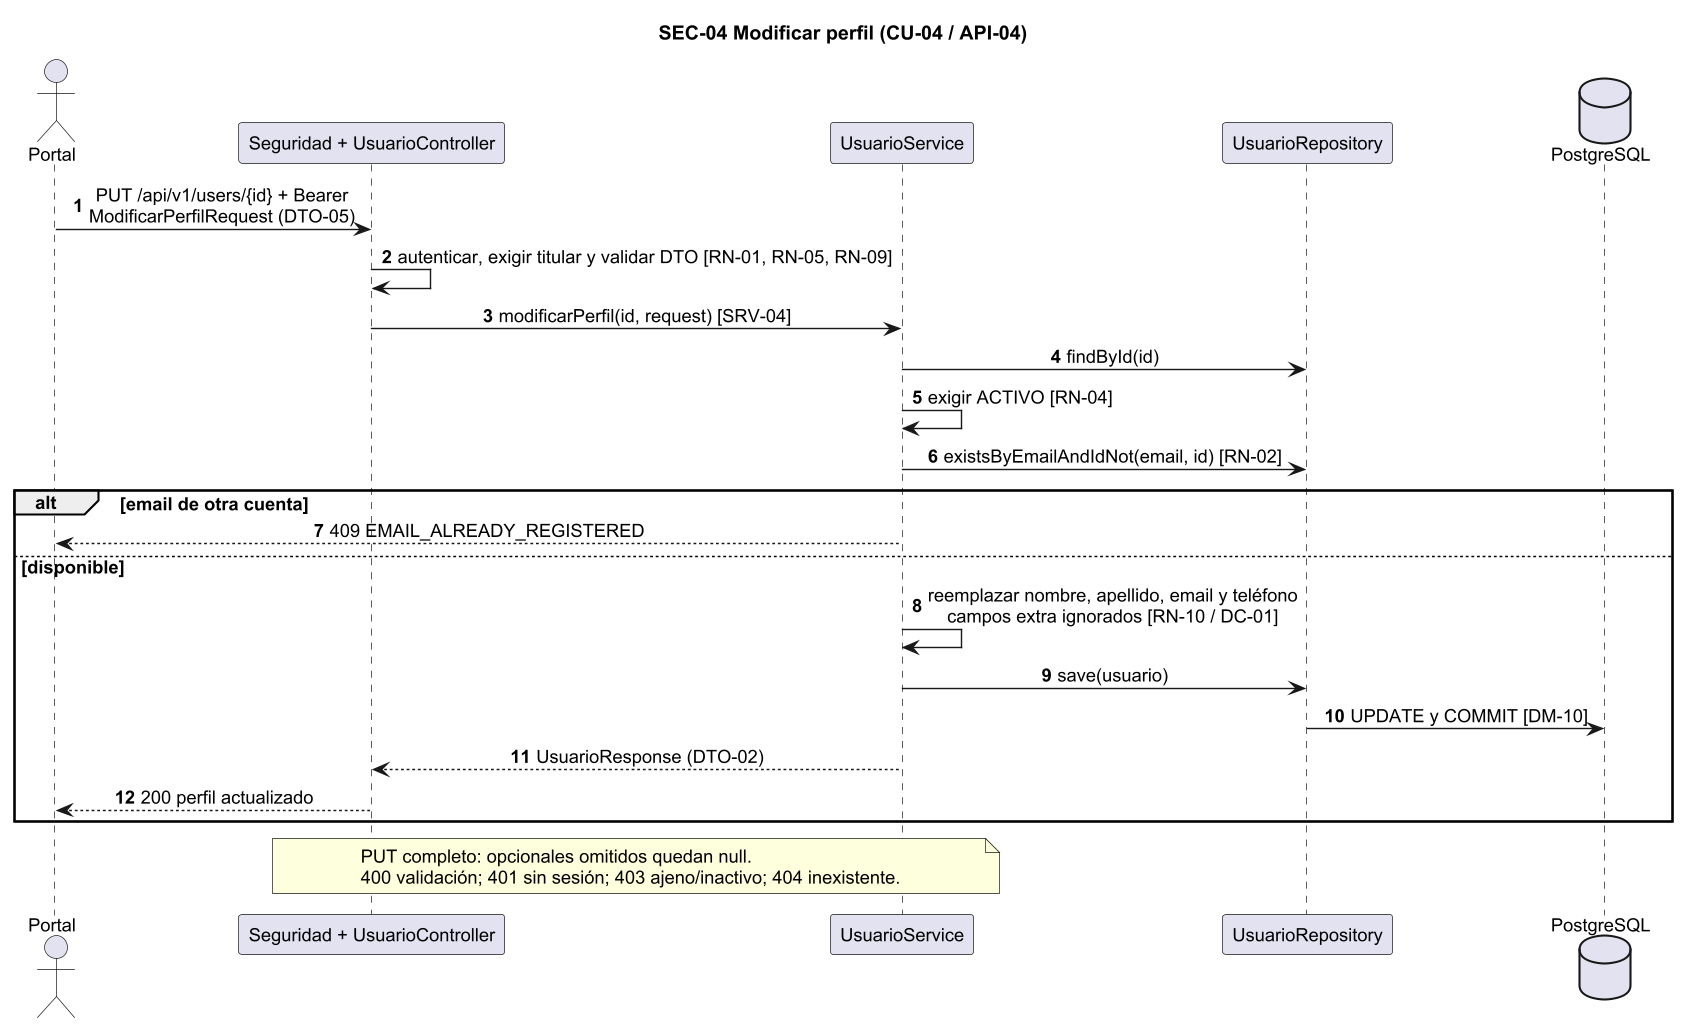 SEC-04 Modificar perfil (CU-04 / API-04)
Portal
Seguridad + UsuarioController
UsuarioService
UsuarioRepository
PostgreSQL
1 PUT /api/v1/users/{id} + Bearer
ModificarPerfilRequest (DTO-05)
2 autenticar, exigir titular y validar DTO [RN-01, RN-05, RN-09]
3 modificarPerfil(id, request) [SRV-04]
4 findById(id)
5 exigir ACTIVO [RN-04]
6 existsByEmailAndIdNot(email, id) [RN-02]
alt [email de otra cuenta]
7 409 EMAIL_ALREADY_REGISTERED
[disponible]
8 reemplazar nombre, apellido, email y teléfono
campos extra ignorados [RN-10 / DC-01]
9 save(usuario)
10 UPDATE y COMMIT [DM-10]
11 UsuarioResponse (DTO-02)
12 200 perfil actualizado
PUT completo: opcionales omitidos quedan null.
400 validación; 401 sin sesión; 403 ajeno/inactivo; 404 inexistente.
Portal
Seguridad + UsuarioController
UsuarioService
UsuarioRepository
PostgreSQL